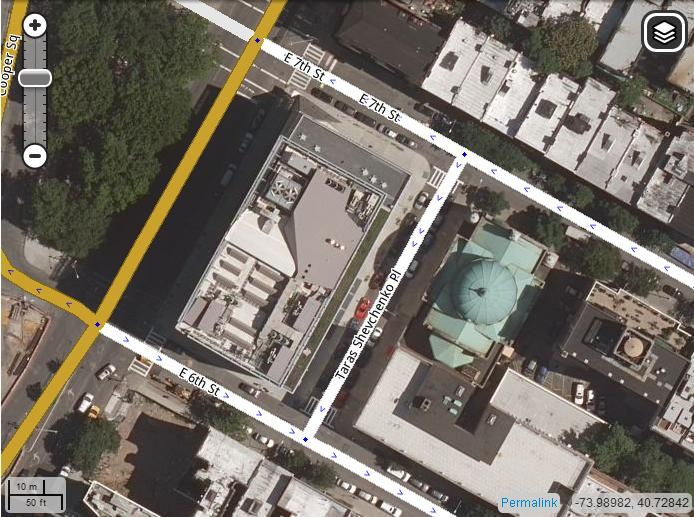 Cooper Sq
E 7th St
E 7th St
Taras Shevchenko Pl
E 6th St
10 m
50 ft
Permalink -73.98982, 40.72842